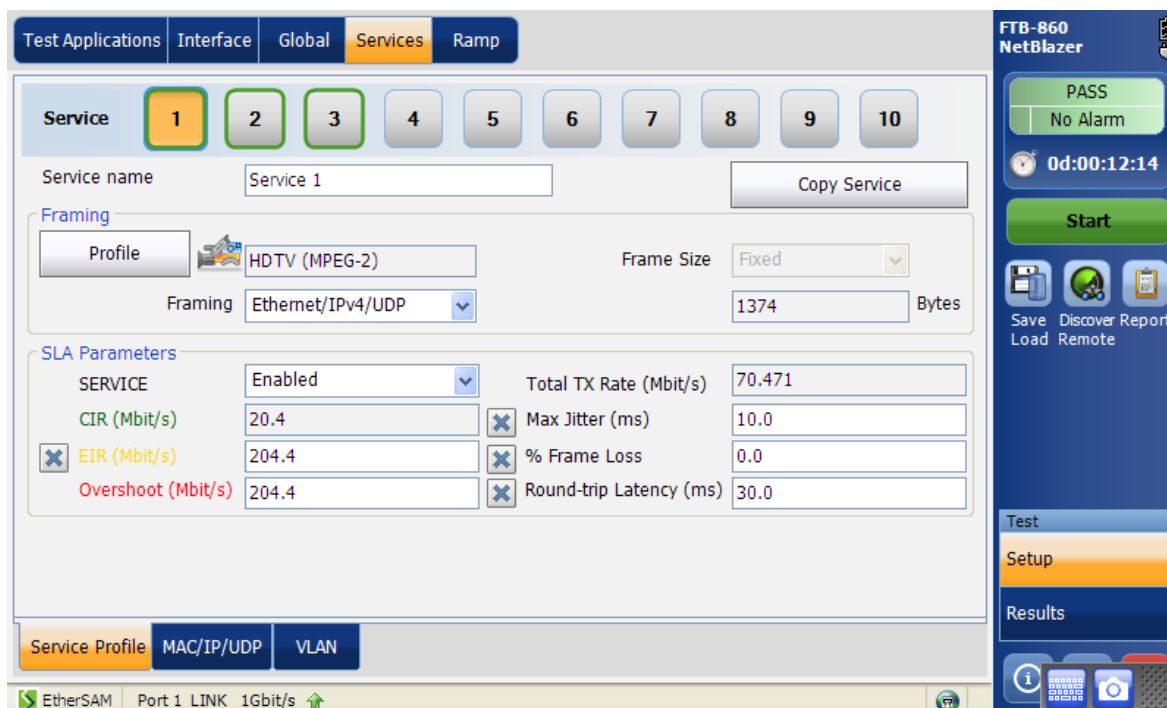 Test Applications Interface Global Services Ramp
FTB-860
NetBlazer
Service 1 2 3 4 5 6 7 8 9 10
PASS
No Alarm
0d:00:12:14
Service name Service 1 Copy Service
Start
Framing
Profile HDTV (MPEG-2) Frame Size Fixed
Framing Ethernet/IPv4/UDP 1374 Bytes
Save Discover Report
Load Remote
SLA Parameters
SERVICE Enabled Total TX Rate (Mbit/s) 70.471
CIR (Mbit/s) 20.4 Max Jitter (ms) 10.0
EIR (Mbit/s) 204.4 % Frame Loss 0.0
Overshoot (Mbit/s) 204.4 Round-trip Latency (ms) 30.0
Test
Setup
Results
Service Profile MAC/IP/UDP VLAN
EtherSAM Port 1 LINK 1Gbit/s